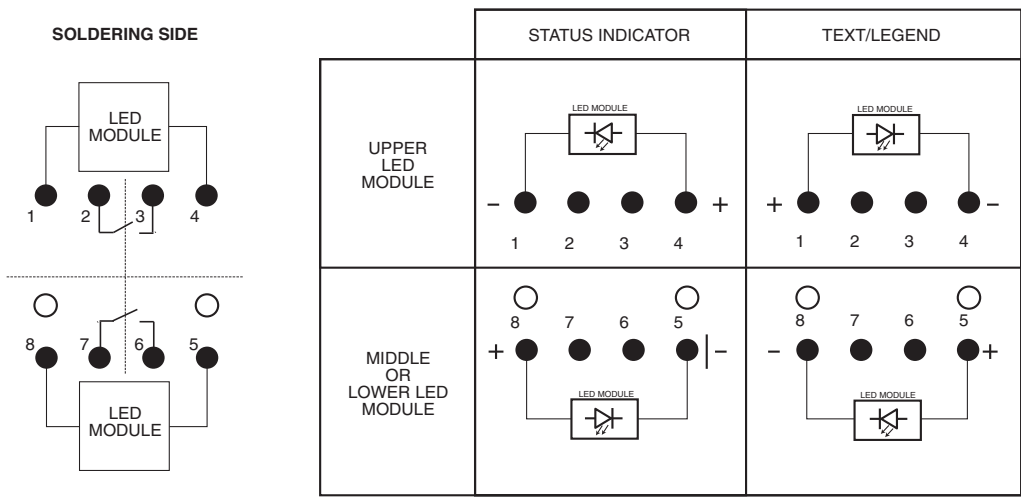 SOLDERING SIDE
LED
MODULE
1 2 3 4
8 7 6 5
LED
MODULE
STATUS INDICATOR TEXT/LEGEND
UPPER
LED
MODULE
LED MODULE
- +
1 2 3 4
LED MODULE
+ -
1 2 3 4
MIDDLE
OR
LOWER LED
MODULE
8 7 6 5
+ |-
LED MODULE
8 7 6 5
- +
LED MODULE